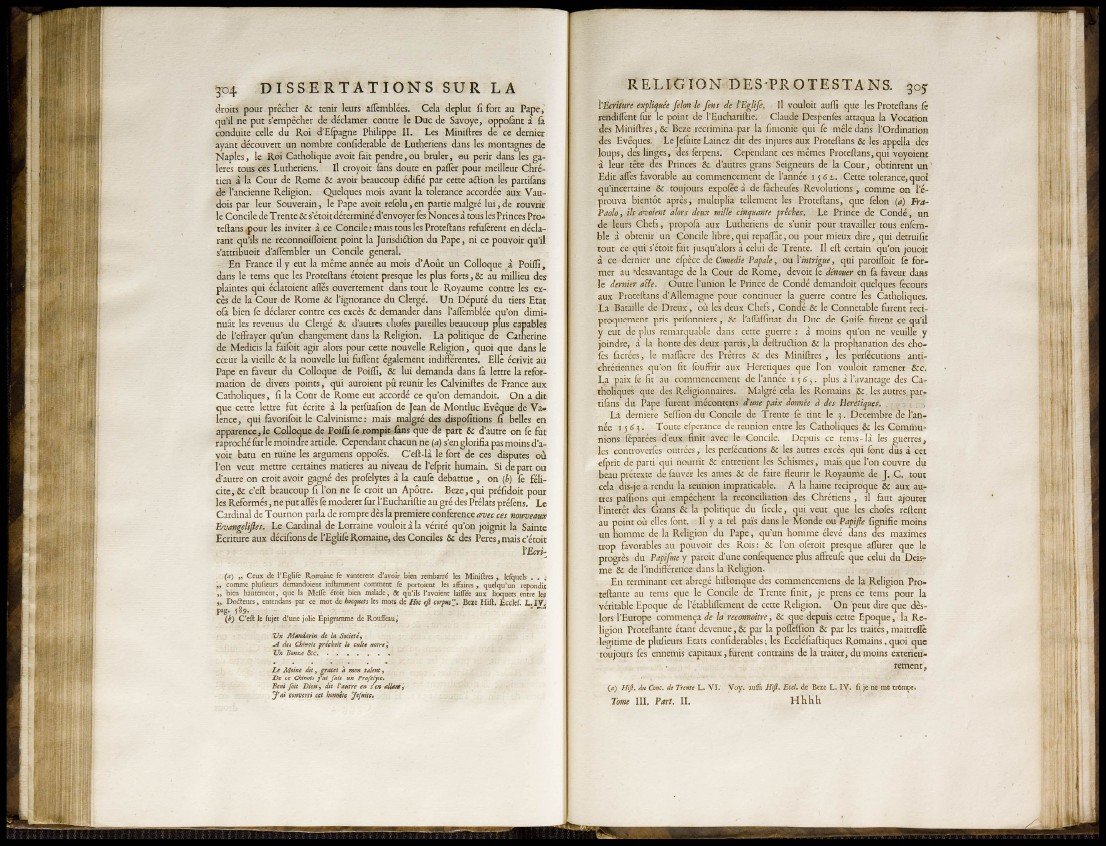 304 DISSERTATIONS SUR LA
droits pour prêcher & tenir leurs assemblées. Cela deplut si fort au Pape,
qu'il ne put s'empêcher de déclamer contre le Duc de Savoye, opposant à sa
conduite celle du Roi d'Espagne Philippe II. Les Ministres de ce dernier
ayant découvert un nombre considerable de Lutheriens dans les montagnes de
Naples, le Roi Catholique avoit fait pendre, ou bruler, ou perir dans les ga-
leres tous ces Lutheriens. Il croyoit sans doute en passer pour meilleur Chré-
tien à la Cour de Rome & avoir beaucoup édifié par cette action les partisans
de l'ancienne Religion. Quelques mois avant la tolerance accordée aux Vau-
dois par leur Souverain, le Pape avoit resolu, en partie malgré lui, de rouvrir
le Concile de Trente & s'étoit déterminé d'envoyer ses Nonces à tous les Princes Pro-
testans pour les inviter à ce Concile: mais tous les Protestans refuserent en décla-
rant qu'ils ne reconnoissoient point la Jurisdiction du Pape, ni ce pouvoir qu'il
s'attribuoit d'assembler un Concile general.
En France il y eut la même année au mois d'Août un Colloque à Poissi,
dans le tems que les Protestans étoient presque les plus forts, & au millieu des
plaintes qui éclatoient assés ouvertement dans tout le Royaume contre les ex-
cès de la Cour de Rome & l'ignorance du Clergé. Un Député du tiers Etat
osa bien se déclarer contre ces excès & demander dans l'assemblée qu'on dimi-
nuât les revenus du Clergé & d'autres choses pareilles beaucoup plus capables
de l'effrayer qu'un changement dans la Religion. La politique de Catherine
de Medicis la faisoit agir alors pour cette nouvelle Religion, quoi que dans le
cœur la vieille & la nouvelle lui fussent également indifférentes. Elle écrivit au
Pape en faveur du Colloque de Poissi, & lui demanda dans sa lettre la refor-
mation de divers points, qui auroient pû reunir les Calvinistes de France aux
Catholiques, si la Cour de Rome eut accordé ce qu'on demandoit. On a dit
que cette lettre fut écrite à la persuasion de Jean de Montluc Evêque de Va-
lence, qui favorisoit le Calvinisme: mais malgré des dispositions si belles en
apparence, le Colloque de Poissi se rompit sans que de part & d'autre on se fut
raproché sur le moindre article. Cependant chacun ne (a) s'en glorifia pas moins d'a-
voir batu en ruïne les argumens opposés. C'est-là le sort de ces disputes où
l'on veut mettre certaines matieres au niveau de l'esprit humain. Si de part ou
d'autre on croit avoir gagné des proselytes à la cause debattue, on (b) se féli-
cite, & c'est beaucoup si l'on ne se croit un Apôtre. Beze, qui présidoit pour
les Reformés, ne put assés se moderer sur l'Eucharistie au gré des Prélats présens. Le
Cardinal de Tournon parla de rompre dès la premiere conference avec ces nouveaux
Evangelistes. Le Cardinal de Lorraine vouloit à la vérité qu'on joignit la Sainte
Ecriture aux décisions de l'Eglise Romaine, des Conciles & des Peres, mais c'étoit
l'Ecri-
(a) „ Ceux de l'Eglise Romaine se vanterent d'avoir bien rembarré les Ministres, lesquels . . .
„ comme plusieurs demandoient instamment comment se portoient les affaires, quelqu'un repondit
„ bien hautement, que la Messe étoit bien malade, & qu'ils l'avoient laissée aux hoquets entre les
„ Docteurs, entendans par ce mot de hocquets les mots de Hoc est corpus". Beze Hist. Eccles. L. IV.
pag. 589.
(b) C'est le sujet d'une jolie Epigramme de Rousseau,
Un Mandarin de la Societé,
A des Chinois prêchoit le culte notre;
Un Bonze &c. . . . . . . .
. . . . . . . .
Le Moine dit, graces à mon talent,
De ce Chinois j'ai fait un Proselyte.
Beni soit Dieu, dit l'autre en s'en allant,
J'ai converti cet honnête Jesuite.
RELIGION DES PROTESTANS. 305
l'Ecriture expliquée selon le sens de l'Eglise. Il vouloit aussi que les Protestans se
rendissent sur le point de l'Eucharistie. Claude Despenses attaqua la Vocation
des Ministres, & Beze recrimina par la simonie qui se mêle dans l'Ordination
des Evêques. Le Jesuite Lainez dit des injures aux Protestans & les appella des
loups, des linges, des serpens. Cependant ces mêmes Protestans, qui voyoient
à leur tête des Princes & d'autres grans Seigneurs de la Cour, obtinrent un
Edit assés favorable au commencement de l'année 1562. Cette tolerance, quoi
qu'incertaine & toujours exposée à de fâcheuses Revolutions, comme on l'é-
prouva bientôt après, multiplia tellement les Protestans, que selon (a) Fra-
Paolo, ils avoient alors deux mille cinquante prêches. Le Prince de Condé, un
de leurs Chefs, proposa aux Lutheriens de s'unir pour travailler tous ensem-
ble à obtenir un Concile libre, qui repassât, ou pour mieux dire, qui detruisit
tout ce qui s'étoit fait jusqu'alors à celui de Trente. Il est certain qu'on jouoit
à ce dernier une espèce de Comedie Papale, ou l'intrigue, qui paroissoit se for-
mer au desavantage de la Cour de Rome, devoit se dénouer en sa faveur dans
le dernier acte. Outre l'union le Prince de Condé demandoit quelques secours
aux Protestans d'Allemagne pour continuer la guerre contre les Catholiques.
La Bataille de Dreux, où les deux Chefs, Condé & le Connetable furent reci-
proquement pris prisonniers, & l'assassinat du Duc de Guise furent ce qu'il
y eut de plus remarquable dans cette guerre: à moins qu'on ne veuille y
joindre, à la honte des deux partis, la destruction & la prophanation des cho-
ses sacrées, le massacre des Prêtres & des Ministres, les persécutions anti-
chrétiennes qu'on fit souffrir aux Heretiques que l'on vouloit ramener &c.
La paix se fit au commencement de l'année 1563. plus à l'avantage des Ca-
tholiques que des Religionnaires. Malgré cela les Romains & les autres par-
tisans du Pape furent mécontens d'une paix donnée à des Heretiques.
La derniere Session du Concile de Trente se tint le 3. Decembre de l'an-
née 1563. Toute esperance de reunion entre les Catholiques & les Commu-
nions séparées d'eux finit avec le Concile. Depuis ce tems-là les guerres,
les controverses outrées, les persécutions & les autres excès qui sont dûs à cet
esprit de parti qui nourrit & entretient les Schismes, mais que l'on couvre du
beau prétexte de sauver les ames & de faire fleurir le Royaume de J. C. tout
cela dis-je a rendu la reunion impraticable. A la haine reciproque & aux au-
tres passions qui empêchent la reconciliation des Chrétiens, il faut ajouter
l'interêt des Grans & la politique du siecle, qui veut que les choses restent
au point où elles sont. Il y a tel païs dans le Monde ou Papiste signifie moins
un homme de la Religion du Pape, qu'un homme élevé dans des maximes
trop favorables au pouvoir des Rois: & l'on oseroit presque assurer que le
progrès du Papisme y paroit d'une consequence plus affreuse que celui du Deis-
me & de l'indifférence dans la Religion.
En terminant cet abregé historique des commencemens de la Religion Pro-
testante au tems que le Concile de Trente finit, je prens ce tems pour la
véritable Epoque de l'établissement de cette Religion. On peut dire que dès-
lors l'Europe commença de la reconnoitre, & que depuis cette Epoque, la Re-
ligion Protestante étant devenue, & par la possession & par les traités, maitresse
legitime de plusieurs Etats considerables; les Ecclésiastiques Romains, quoi que
toujours ses ennemis capitaux, furent contrains de la traiter, du moins exterieu-
rement,
(a) Hist. du Conc. de Trente L. VI. Voy. aussi Hist. Eccl. de Beze L. IV. si je ne me trompe.
Tome III. Part. II. Hhhh